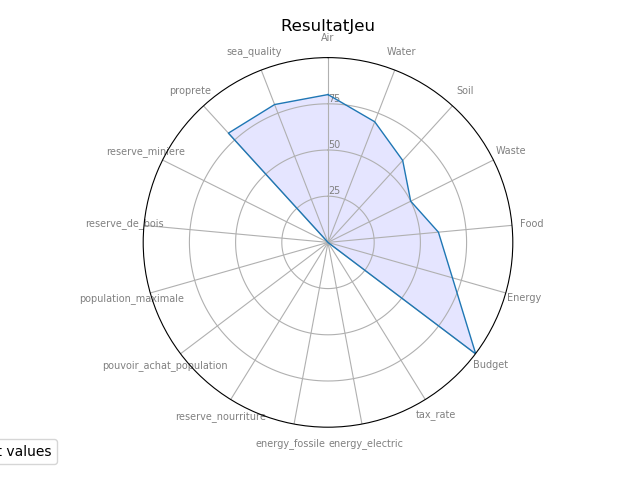 ResultatJeu
Air
sea_quality
Water
proprete
Soil
75
reserve_miniere
Waste
50
25
reserve_de_bois
Food
population_maximale
Energy
pouvoir_achat_population
Budget
reserve_nourriture
tax_rate
energy_fossile
energy_electric
values